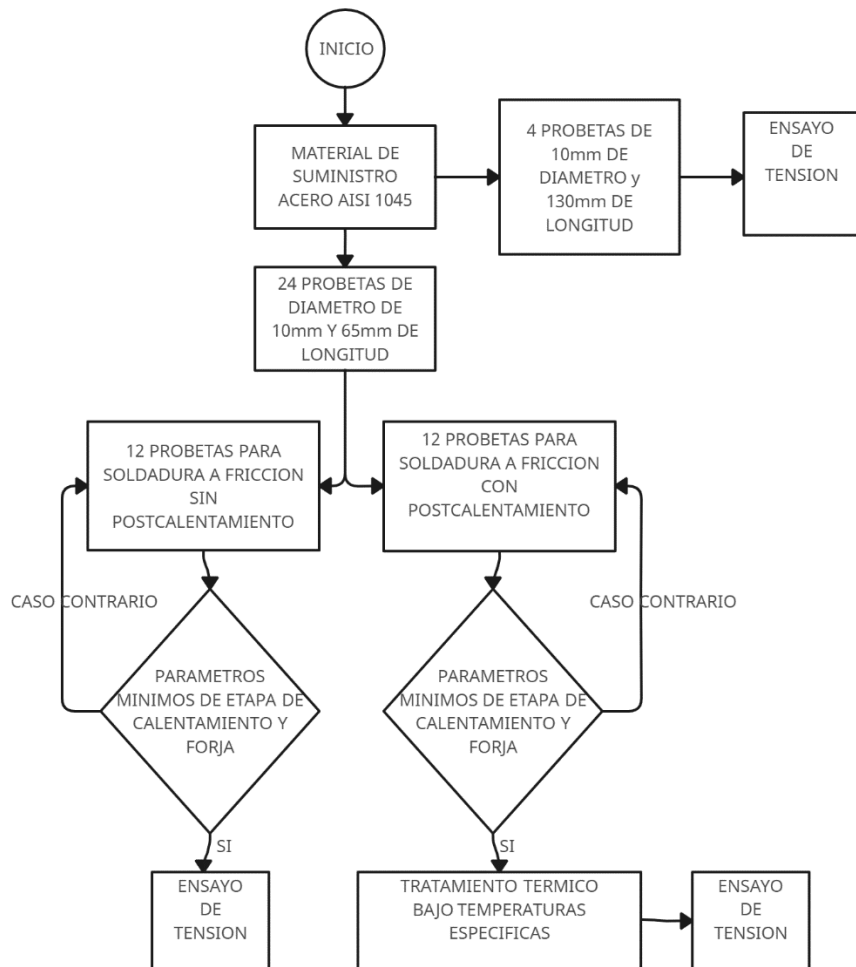 INICIO
MATERIAL DE
SUMINISTRO
ACERO AISI 1045
4 PROBETAS DE
10mm DE
DIAMETRO y
130mm DE
LONGITUD
ENSAYO
DE
TENSION
24 PROBETAS DE
DIAMETRO DE
10mm Y 65mm DE
LONGITUD
12 PROBETAS PARA
SOLDADURA A FRICCION
SIN
POSTCALENTAMIENTO
12 PROBETAS PARA
SOLDADURA A FRICCION
CON
POSTCALENTAMIENTO
CASO CONTRARIO
CASO CONTRARIO
PARAMETROS
MINIMOS DE ETAPA DE
CALENTAMIENTO Y
FORJA
PARAMETROS
MINIMOS DE ETAPA DE
CALENTAMIENTO Y
FORJA
SI
SI
ENSAYO
DE
TENSION
TRATAMIENTO TERMICO
BAJO TEMPERATURAS
ESPECIFICAS
ENSAYO
DE
TENSION